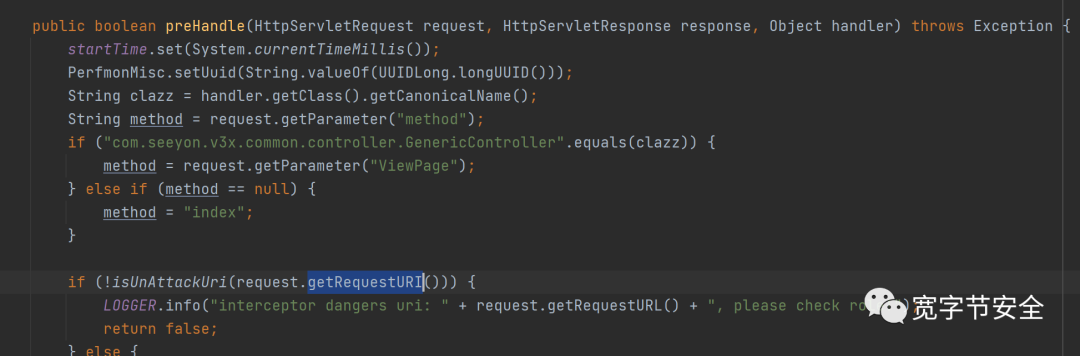 public boolean preHandle(HttpServletRequest request, HttpServletResponse response, Object handler) throws Exception {
startTime.set(System.currentTimeMillis());
PerfmonMisc.setUuid(String.valueOf(UUIDLong.longUUID()));
String clazz = handler.getClass().getCanonicalName();
String method = request.getParameter("method");
if ("com.seeyon.v3x.common.controller.GenericController".equals(clazz)) {
method = request.getParameter("ViewPage");
} else if (method == null) {
method = "index";
}
if (!isUnAttackUri(request.getRequestURI())) {
LOGGER.info("interceptor dangers uri: " + request.getRequestURL() + ", please check
宽字节安全
return false;
} else {